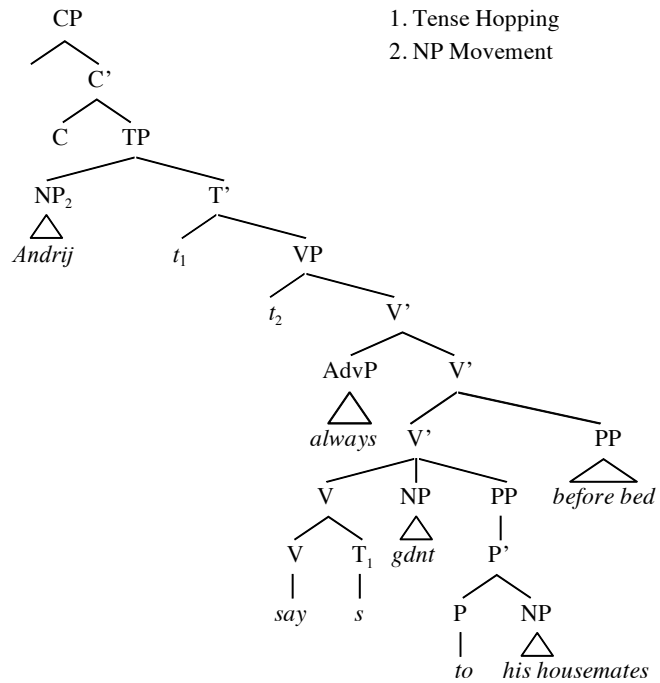 CP
1. Tense Hopping
2. NP Movement
C’
C TP
NP₂ T’
Andrij t₁ VP
t₂ V’
AdvP V’
always V’ PP
before bed
V NP PP
V T₁ gdnt P’
say s P NP
to his housemates